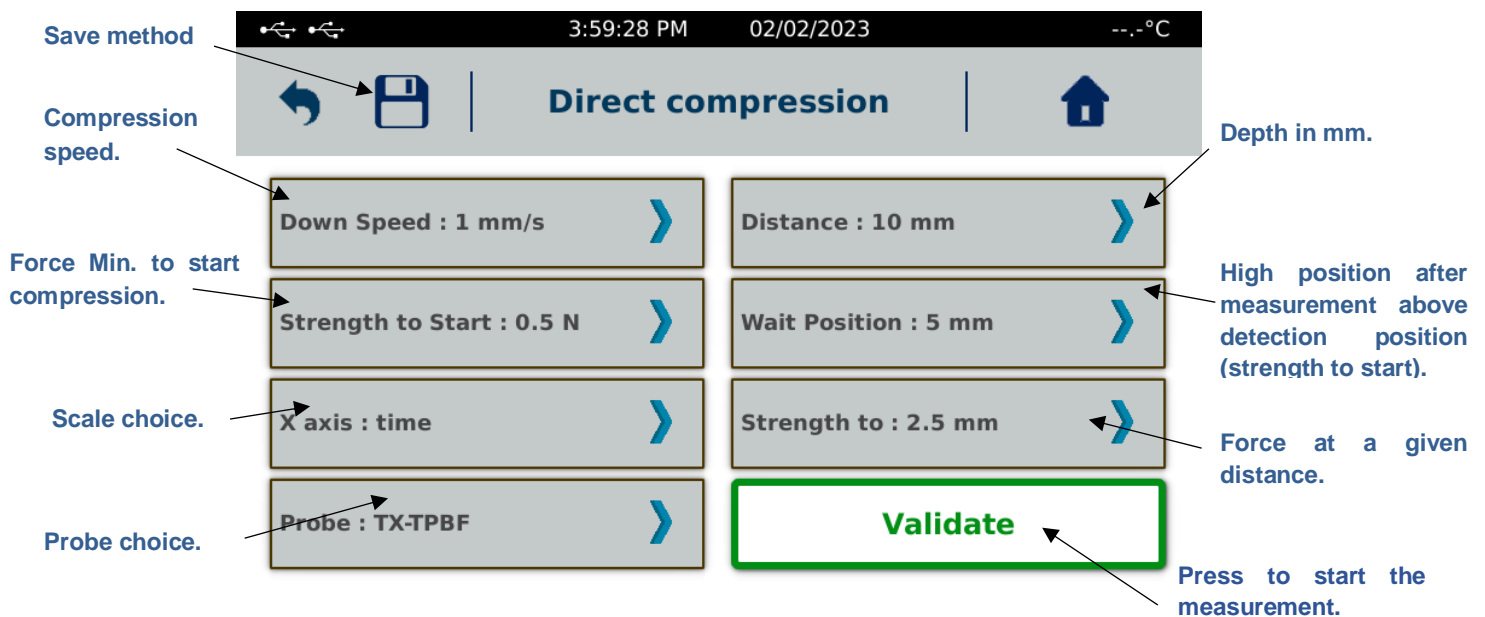 3:59:28 PM 02/02/2023 --.-°C
Save method
Direct compression
Compression
speed.
Depth in mm.
Down Speed : 1 mm/s
Distance : 10 mm
Force Min. to start
compression.
Strength to Start : 0.5 N
Wait Position : 5 mm
High position after
measurement above
detection position
(strength to start).
Scale choice.
X axis : time
Strength to : 2.5 mm
Force at a given
distance.
Probe choice.
Probe : TX-TPBF
Validate
Press to start the
measurement.